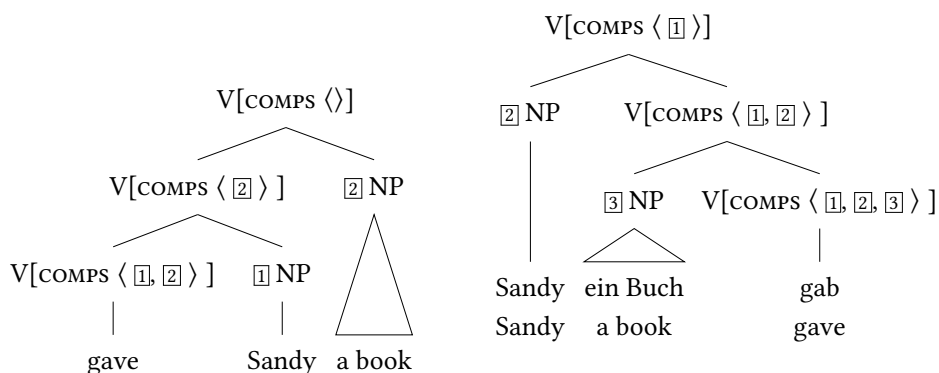 V[COMPS ⟨⟩]
V[COMPS ⟨ 2 ⟩ ] 2 NP
V[COMPS ⟨ 1, 2 ⟩ ] 1 NP
gave Sandy a book
V[COMPS ⟨ 1 ⟩]
2 NP V[COMPS ⟨ 1, 2 ⟩ ]
3 NP V[COMPS ⟨ 1, 2, 3 ⟩ ]
Sandy ein Buch gab
Sandy a book gave